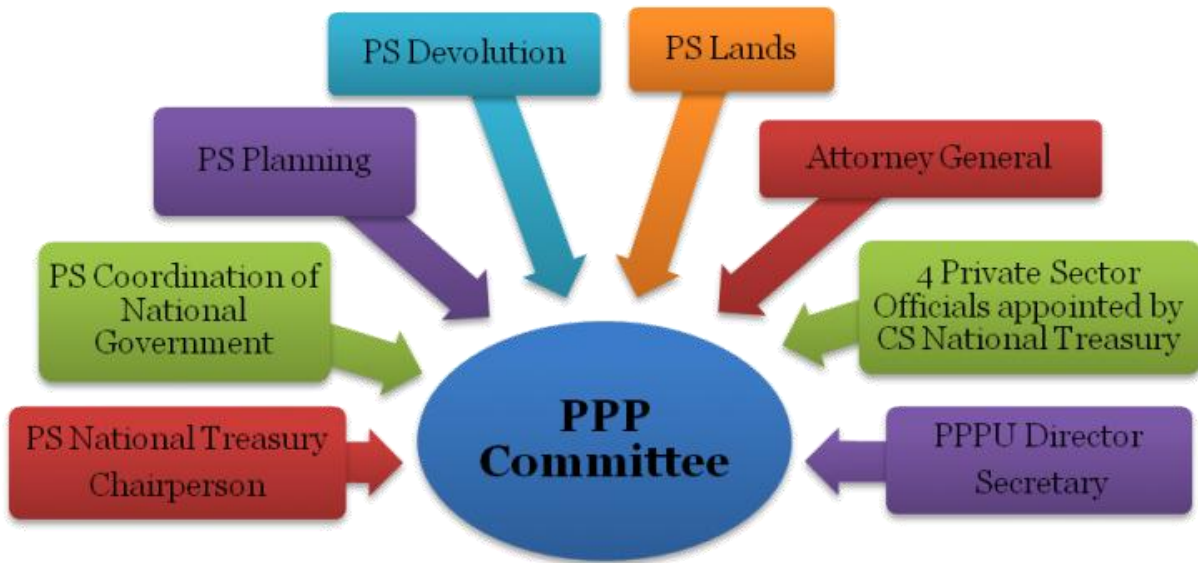 PS Devolution
PS Lands
PS Planning
Attorney General
PS Coordination of
National
Government
4 Private Sector
Officials appointed by
CS National Treasury
PS National Treasury
Chairperson
PPP
Committee
PPPU Director
Secretary